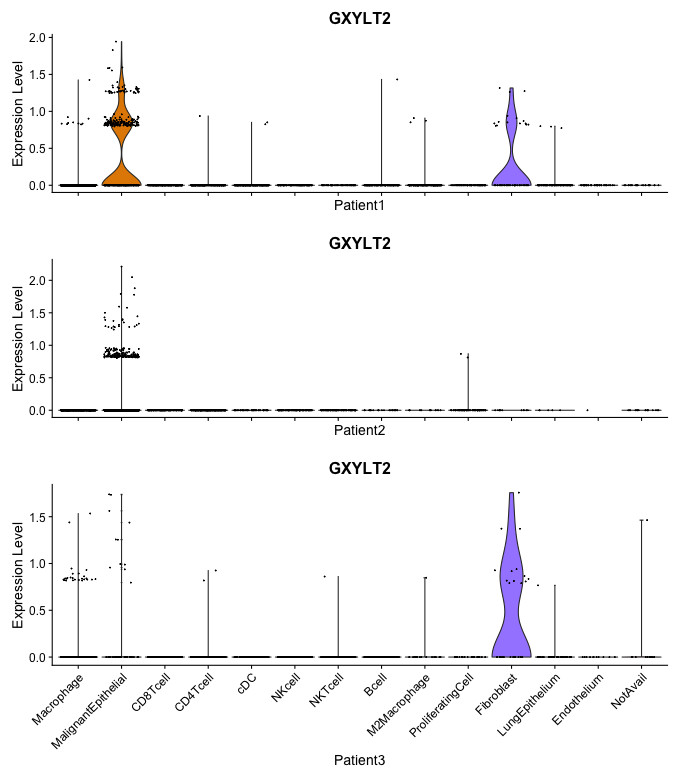 GXYLT2
Expression Level
2.0
1.5
1.0
0.5
0.0
Patient1
GXYLT2
Expression Level
2.0
1.5
1.0
0.5
0.0
Patient2
GXYLT2
Expression Level
1.5
1.0
0.5
0.0
Macrophage
MalignantEpithelial
CD8Tcell
CD4Tcell
cDC
NKcell
NKTcell
Bcell
M2Macrophage
ProliferatingCell
Fibroblast
LungEpithelium
Endothelium
NotAvail
Patient3